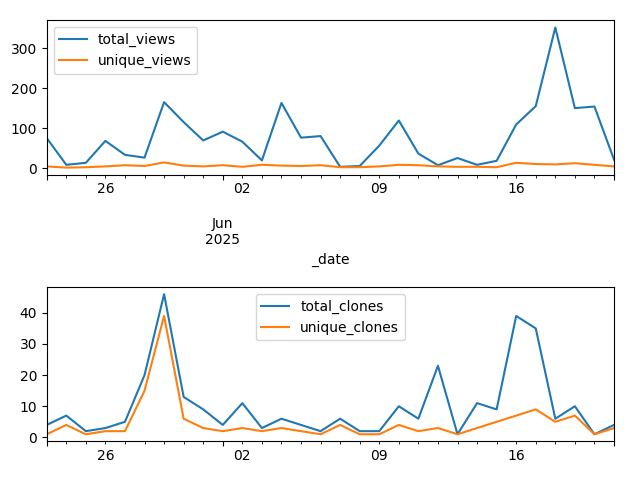 total_views
unique_views
300
200
100
0
26 02 09 16
Jun
2025
_date
total_clones
unique_clones
40
30
20
10
0
26 02 09 16